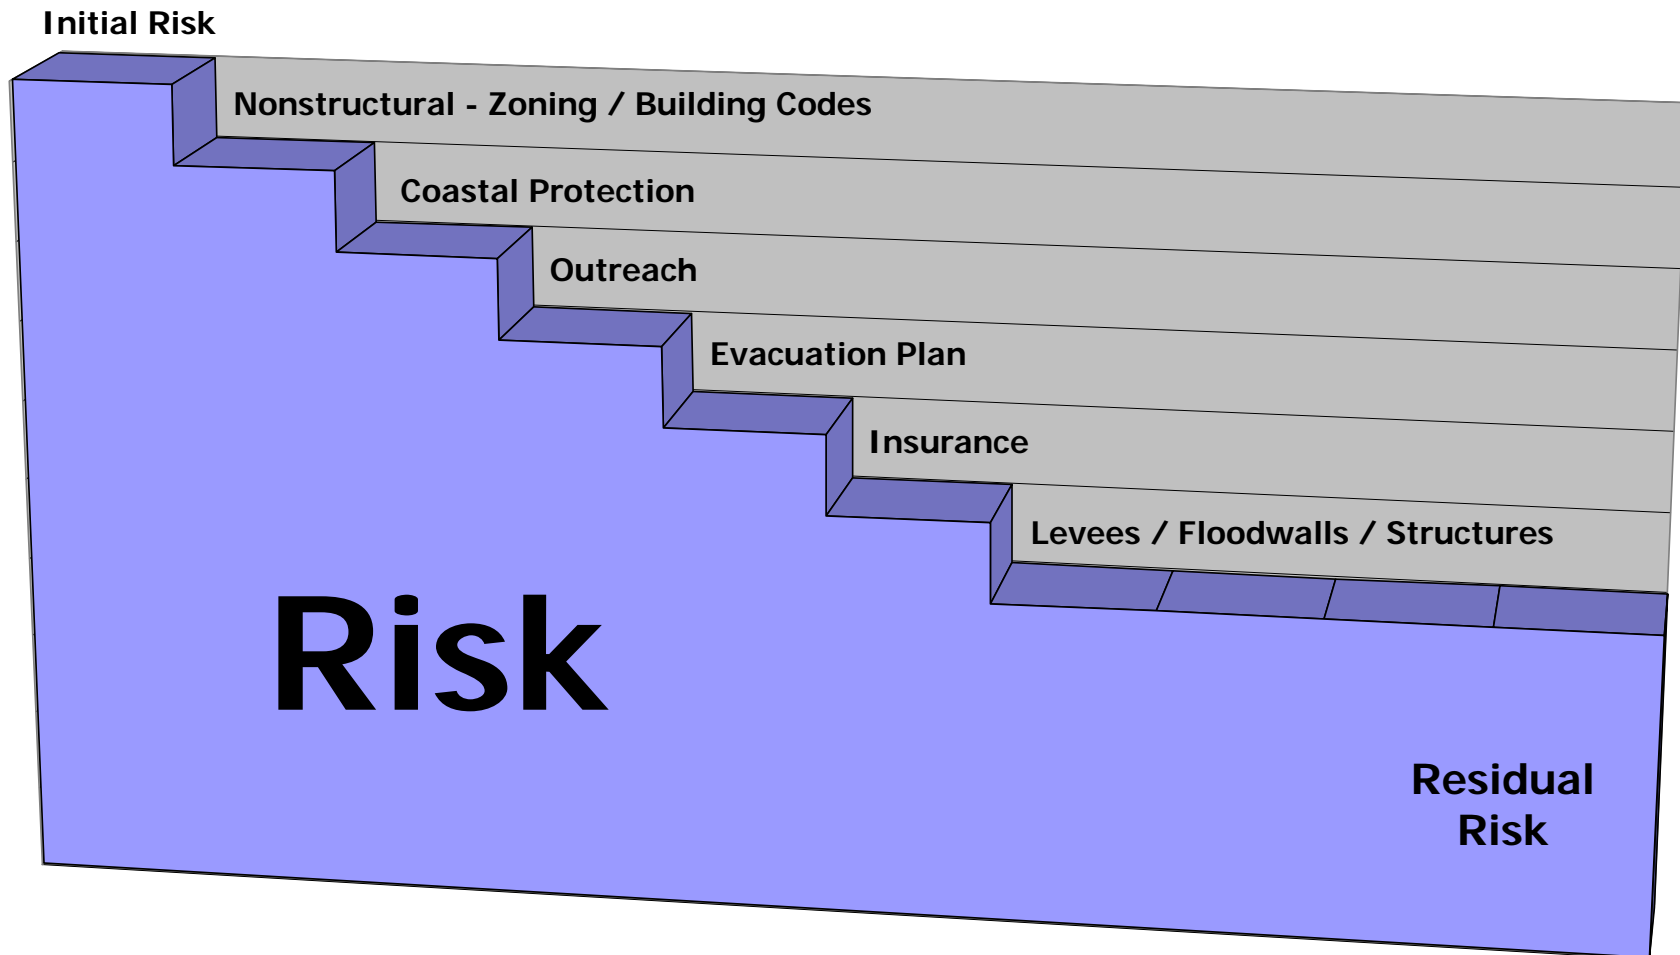 Initial Risk
Nonstructural - Zoning / Building Codes
Coastal Protection
Outreach
Evacuation Plan
Insurance
Levees / Floodwalls / Structures
Risk
Residual
Risk